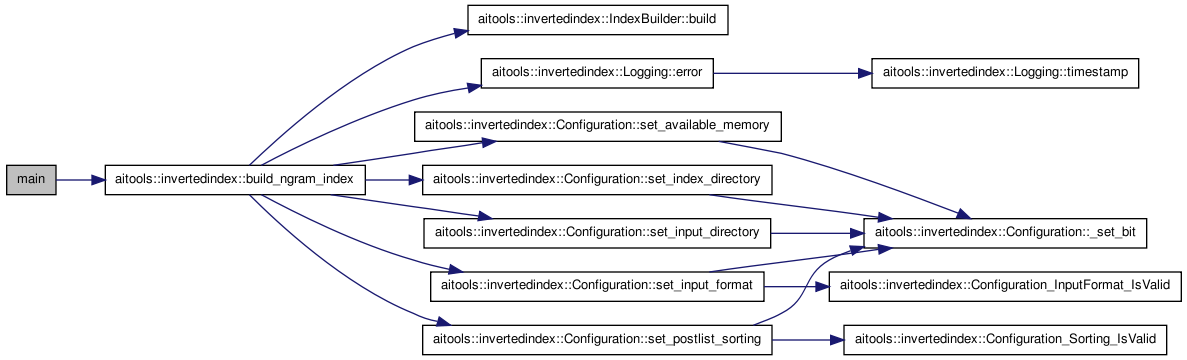 main
aitools::invertedindex::build_ngram_index
aitools::invertedindex::IndexBuilder::build
aitools::invertedindex::Logging::error
aitools::invertedindex::Logging::timestamp
aitools::invertedindex::Configuration::set_available_memory
aitools::invertedindex::Configuration::set_index_directory
aitools::invertedindex::Configuration::set_input_directory
aitools::invertedindex::Configuration::_set_bit
aitools::invertedindex::Configuration::set_input_format
aitools::invertedindex::Configuration_InputFormat_IsValid
aitools::invertedindex::Configuration::set_postlist_sorting
aitools::invertedindex::Configuration_Sorting_IsValid